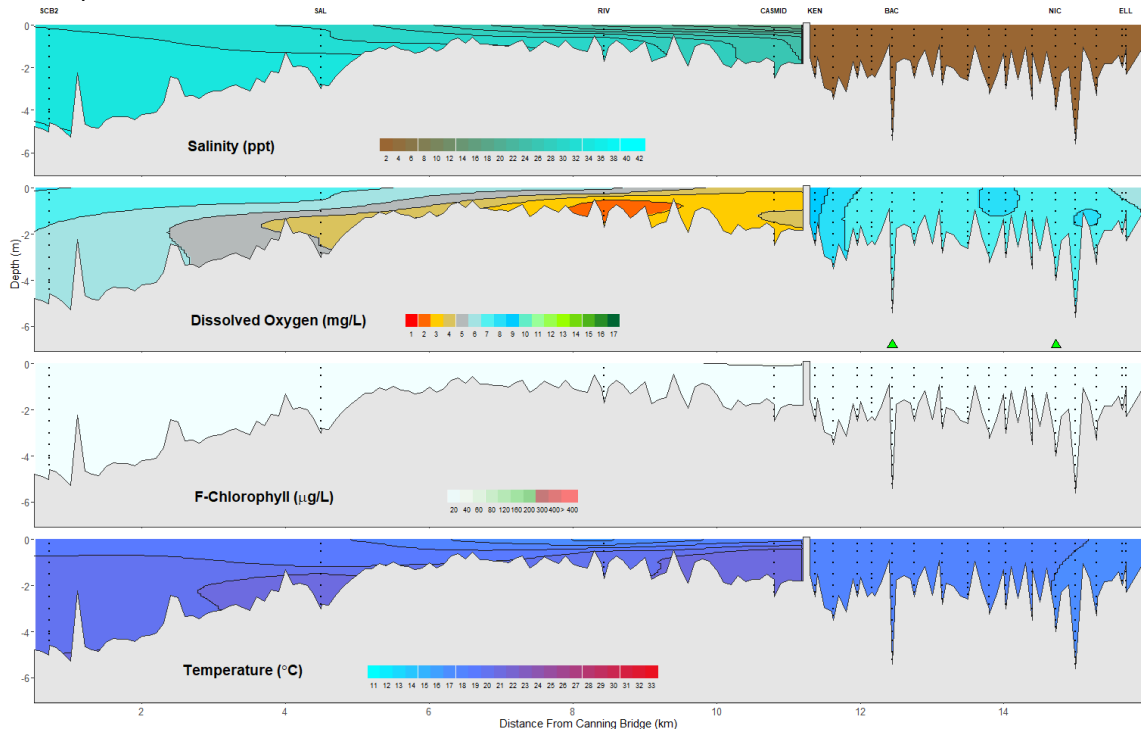 SCB2 SAL RIV CASMID KEN BAC NIC ELL
0
-2
-4
-6
Salinity (ppt)
2 4 6 8 10 12 14 16 18 20 22 24 26 28 30 32 34 36 38 40 42
0
-2
-4
-6
Depth (m)
Dissolved Oxygen (mg/L)
1 2 3 4 5 6 7 8 9 10 11 12 13 14 15 16 17
0
-2
-4
-6
F-Chlorophyll (µg/L)
20 40 60 80 120 160 200 300 400 > 400
0
-2
-4
-6
Temperature (°C)
11 12 13 14 15 16 17 18 19 20 21 22 23 24 25 26 27 28 29 30 31 32 33
2 4 6 8 10 12 14
Distance From Canning Bridge (km)